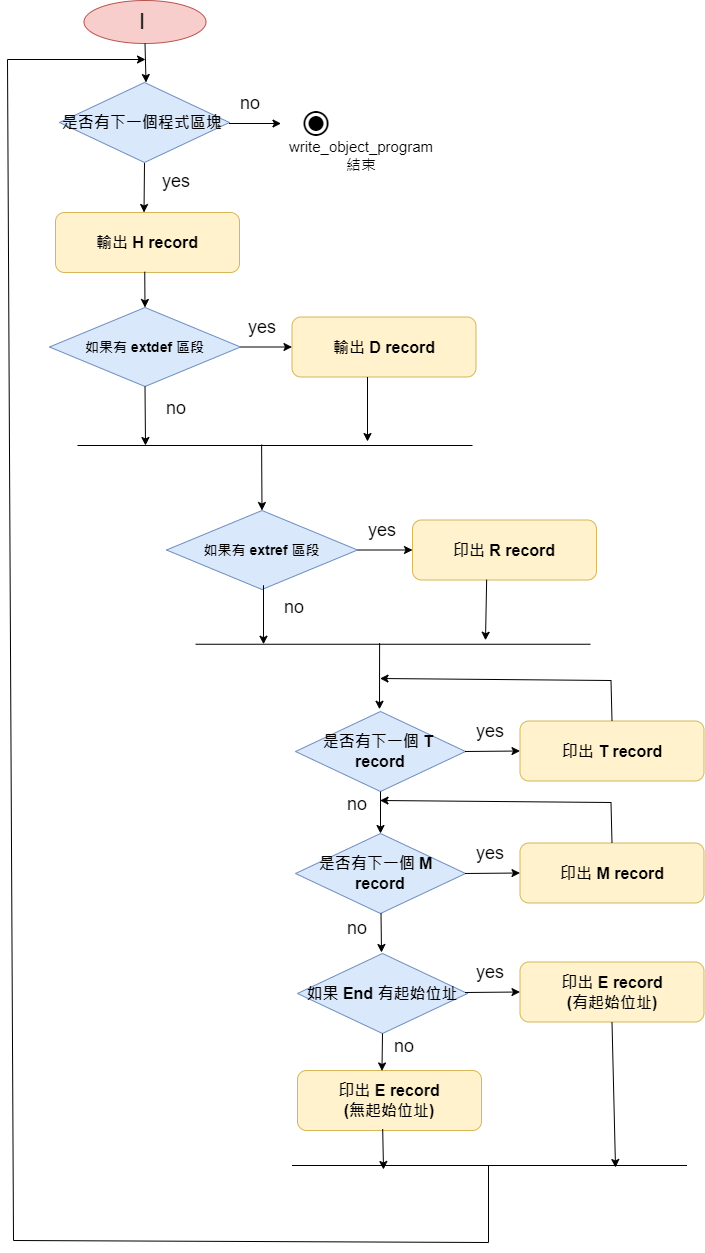 I
是否有下一個程式區塊
no
write_object_program
結束
yes
輸出 H record
如果有 extdef 區段
yes
輸出 D record
no
如果有 extref 區段
yes
印出 R record
no
是否有下一個 T
record
yes
印出 T record
no
是否有下一個 M
record
yes
印出 M record
no
如果 End 有起始位址
yes
印出 E record
(有起始位址)
no
印出 E record
(無起始位址)